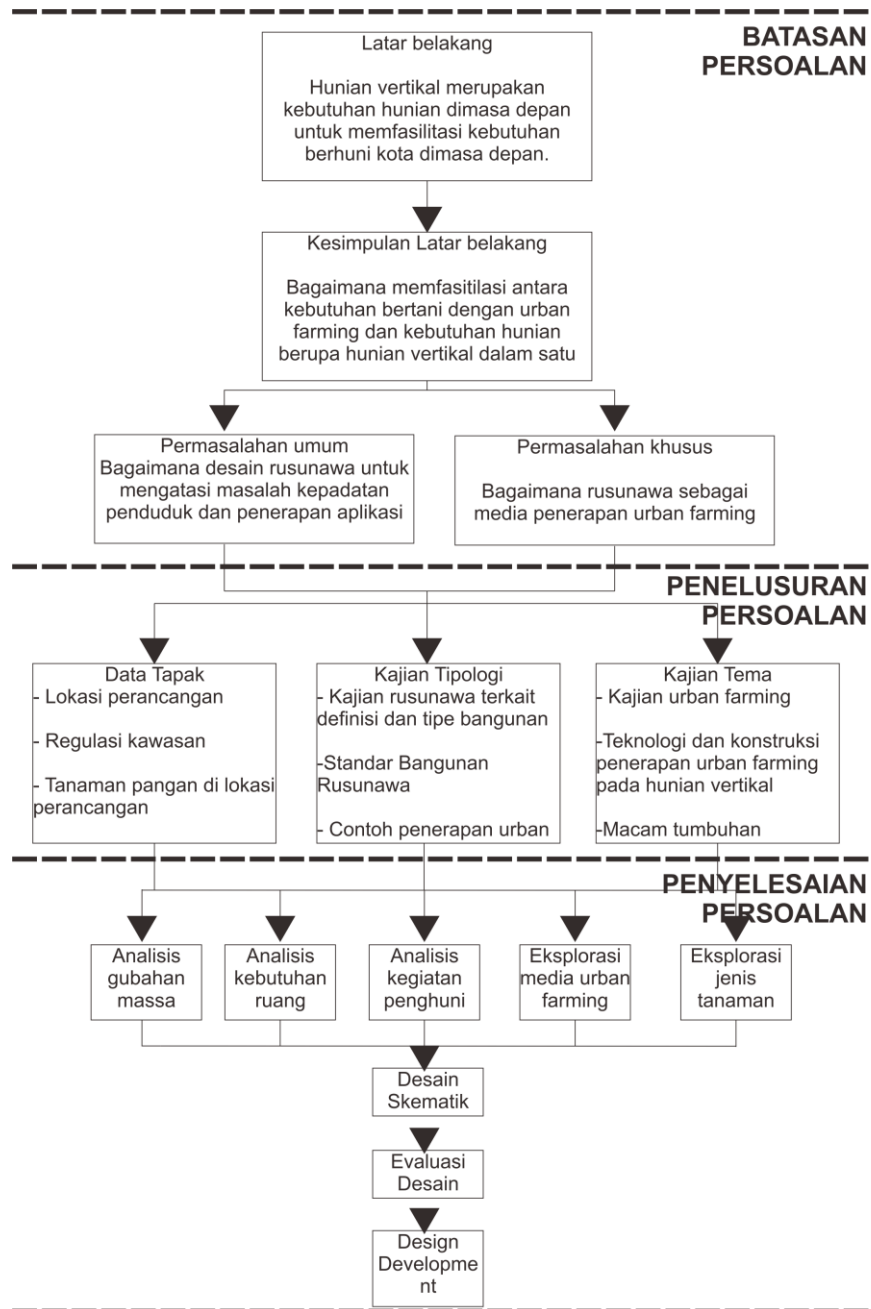 BATASAN
PERSOALAN
Latar belakang
Hunian vertikal merupakan
kebutuhan hunian dimasa depan
untuk memfasilitasi kebutuhan
berhuni kota dimasa depan.
Kesimpulan Latar belakang
Bagaimana memfasitilasi antara
kebutuhan bertani dengan urban
farming dan kebutuhan hunian
berupa hunian vertikal dalam satu
Permasalahan umum
Bagaimana desain rusunawa untuk
mengatasi masalah kepadatan
penduduk dan penerapan aplikasi
Permasalahan khusus
Bagaimana rusunawa sebagai
media penerapan urban farming
PENELUSURAN
PERSOALAN
Data Tapak
- Lokasi perancangan
- Regulasi kawasan
- Tanaman pangan di lokasi
perancangan
Kajian Tipologi
- Kajian rusunawa terkait
definisi dan tipe bangunan
-Standar Bangunan
Rusunawa
- Contoh penerapan urban
Kajian Tema
- Kajian urban farming
-Teknologi dan konstruksi
penerapan urban farming
pada hunian vertikal
-Macam tumbuhan
PENYELESAIAN
PERSOALAN
Analisis
gubahan
massa
Analisis
kebutuhan
ruang
Analisis
kegiatan
penghuni
Eksplorasi
media urban
farming
Eksplorasi
jenis
tanaman
Desain
Skematik
Evaluasi
Desain
Design
Developme
nt